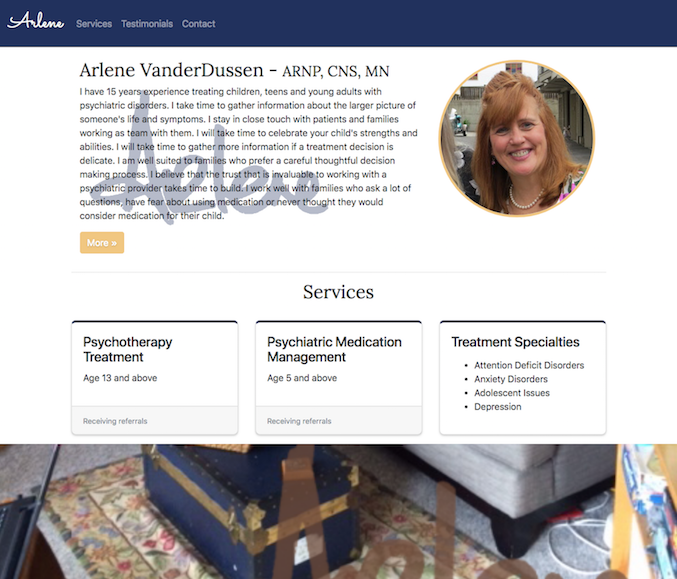 Arlene
Services
Testimonials
Contact
Arlene VanderDussen - ARNP, CNS, MN
I have 15 years experience treating children, teens and young adults with
psychiatric disorders. I take time to gather information about the larger picture of
someone's life and symptoms. I stay in close touch with patients and families
working as team with them. I will take time to celebrate your child's strengths and
abilities. I will take time to gather more information if a treatment decision is
delicate. I am well suited to families who prefer a careful thoughtful decision
making process. I believe that the trust that is invaluable to working with a
psychiatric provider takes time to build. I work well with families who ask a lot of
questions, have fear about using medication or never thought they would
consider medication for their child.
Arlene
More »
Services
Psychotherapy
Treatment
Age 13 and above
Receiving referrals
Psychiatric Medication
Management
Age 5 and above
Receiving referrals
Treatment Specialties
• Attention Deficit Disorders
• Anxiety Disorders
• Adolescent Issues
• Depression